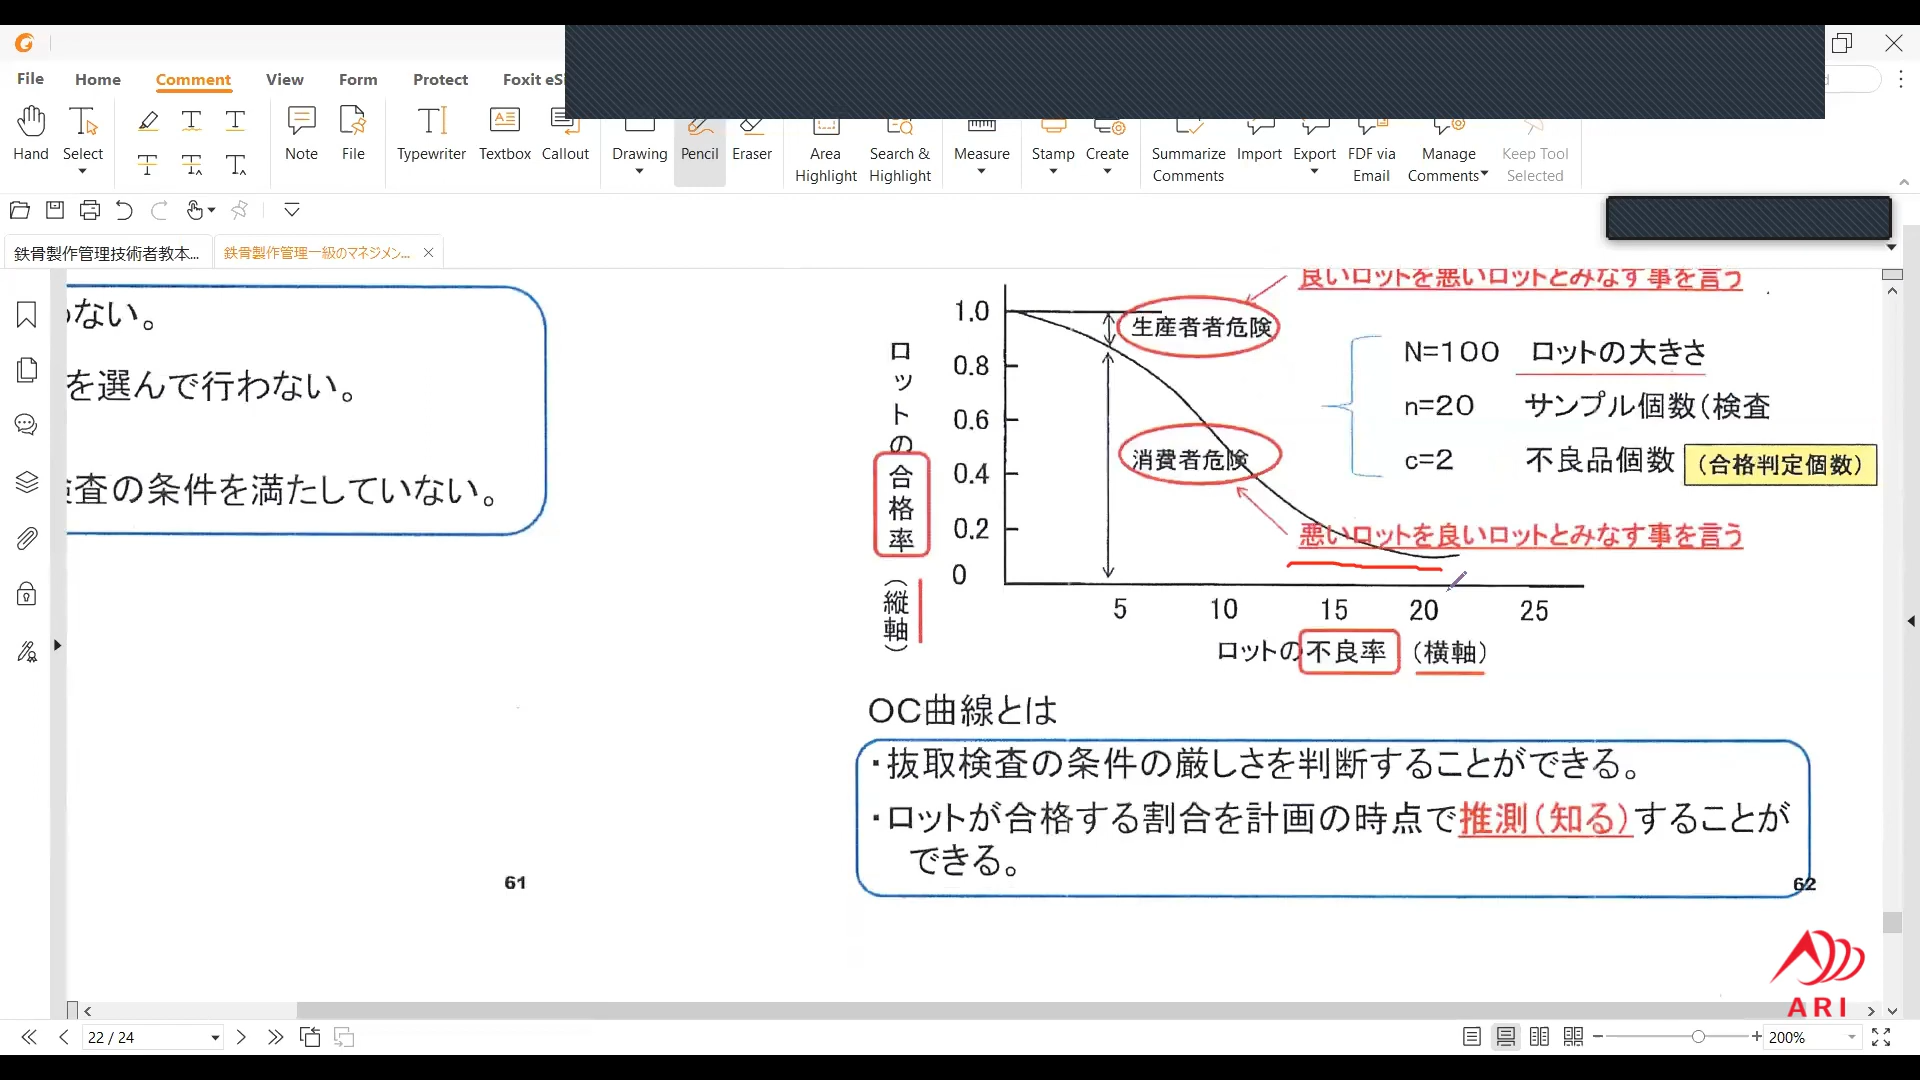 File Home Comment View Form Protect Foxit eSi
Hand Select Note File Typewriter Textbox Callout Drawing Pencil Eraser Area Highlight Search & Highlight Measure Stamp Create Summarize Comments Import Export FDF via Email Manage Comments Keep Tool Selected
鉄骨製作管理技術者教本... 鉄骨製作管理一級のマネジメン...
ない。
を選んで行わない。
査の条件を満たしていない。
61
良いロットを悪いロットとみなす事を言う
1.0
生産者者危険
ロットの合格率(縦軸)
0.8
0.6
0.4
0.2
0
N=100 ロットの大きさ
n=20 サンプル個数(検査
c=2 不良品個数 (合格判定個数)
消費者危険
悪いロットを良いロットとみなす事を言う
5 10 15 20 25
ロットの不良率 (横軸)
OC曲線とは
・抜取検査の条件の厳しさを判断することができる。
・ロットが合格する割合を計画の時点で推測(知る)することが
できる。
62
ARI
22 / 24
200%